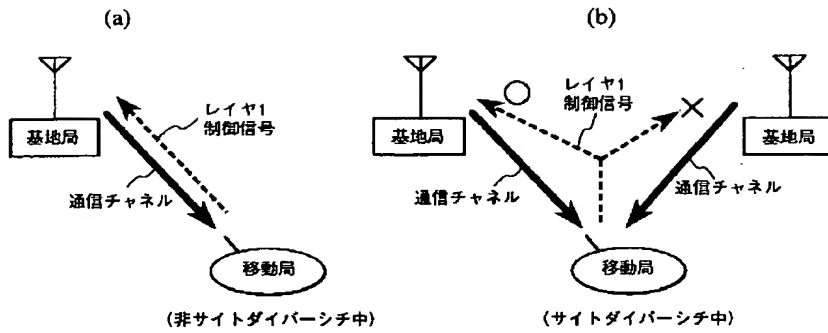 (a)
基地局
レイヤ1
制御信号
通信チャネル
移動局
(非サイトダイバーシチ中)
(b)
基地局
レイヤ1
制御信号
通信チャネル
基地局
通信チャネル
移動局
(サイトダイバーシチ中)